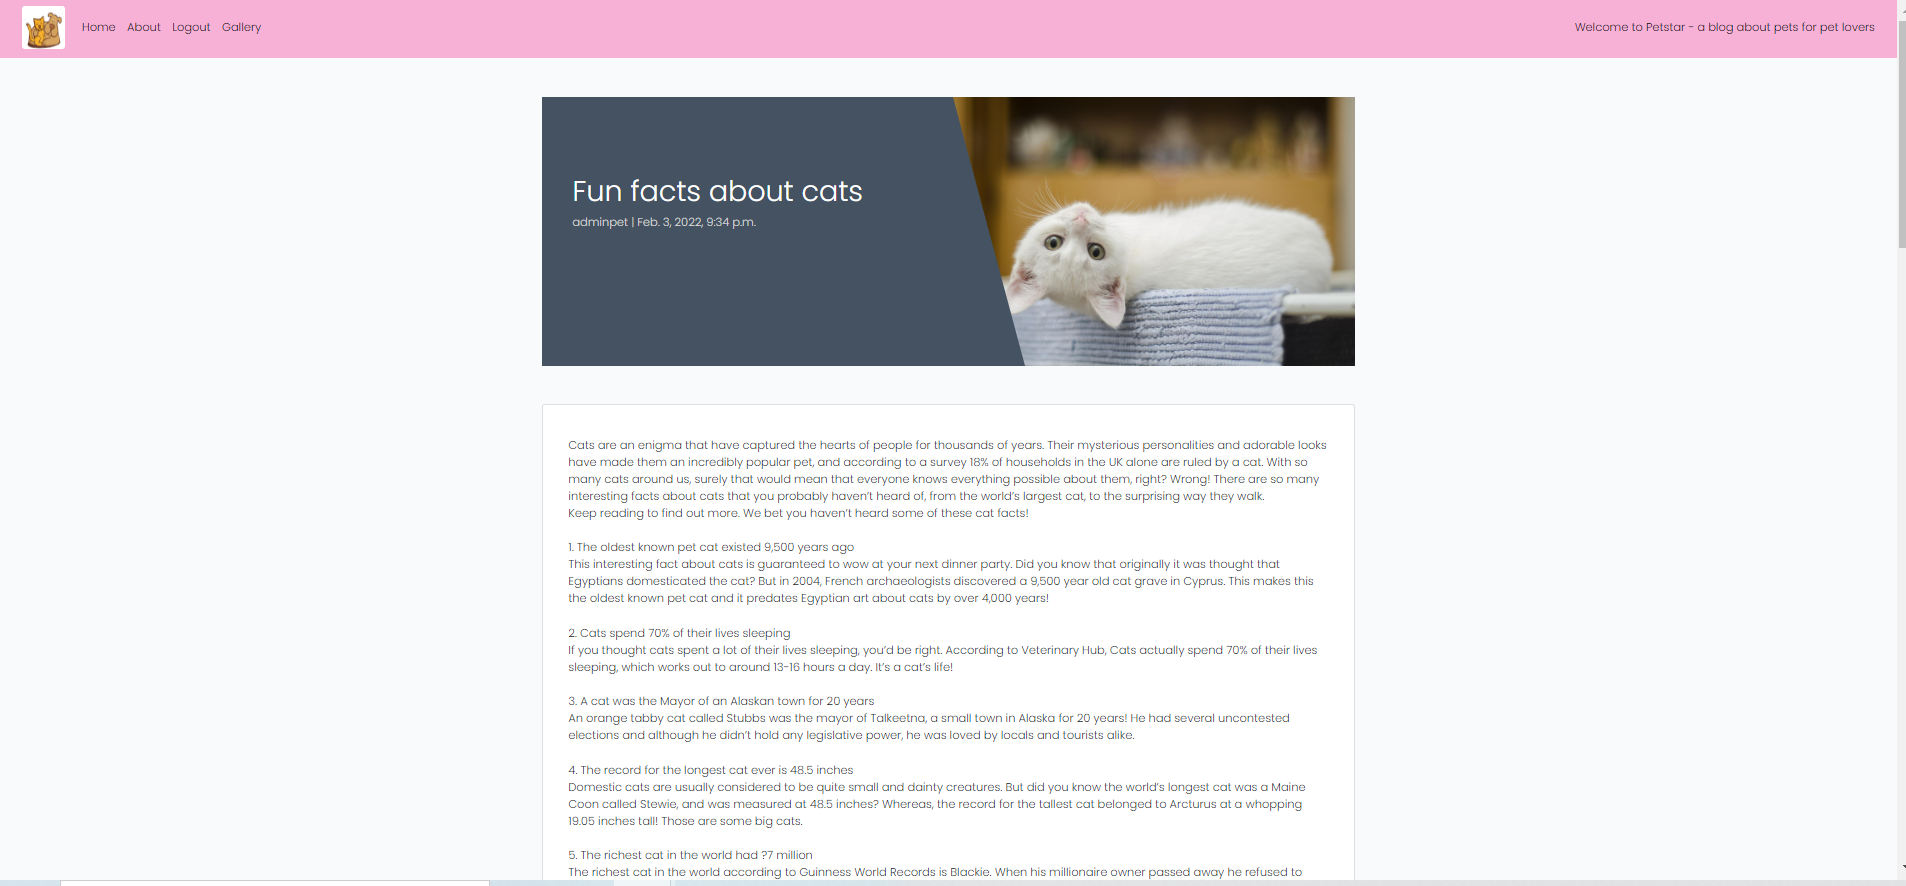 Home About Logout Gallery
Welcome to Petstar - a blog about pets for pet lovers
Fun facts about cats
adminpet | Feb. 3, 2022, 9:34 p.m.
Cats are an enigma that have captured the hearts of people for thousands of years. Their mysterious personalities and adorable looks
have made them an incredibly popular pet, and according to a survey 18% of households in the UK alone are ruled by a cat. With so
many cats around us, surely that would mean that everyone knows everything possible about them, right? Wrong! There are so many
interesting facts about cats that you probably haven't heard of, from the world's largest cat, to the surprising way they walk.
Keep reading to find out more. We bet you haven't heard some of these cat facts!
1. The oldest known pet cat existed 9,500 years ago
This interesting fact about cats is guaranteed to wow at your next dinner party. Did you know that originally it was thought that
Egyptians domesticated the cat? But in 2004, French archaeologists discovered a 9,500 year old cat grave in Cyprus. This makes this
the oldest known pet cat and it predates Egyptian art about cats by over 4,000 years!
2. Cats spend 70% of their lives sleeping
If you thought cats spent a lot of their lives sleeping, you'd be right. According to Veterinary Hub, Cats actually spend 70% of their lives
sleeping, which works out to around 13-16 hours a day. It's a cat's life!
3. A cat was the Mayor of an Alaskan town for 20 years
An orange tabby cat called Stubbs was the mayor of Talkeetna, a small town in Alaska for 20 years! He had several uncontested
elections and although he didn't hold any legislative power, he was loved by locals and tourists alike.
4. The record for the longest cat ever is 48.5 inches
Domestic cats are usually considered to be quite small and dainty creatures. But did you know the world's longest cat was a Maine
Coon called Stewie, and was measured at 48.5 inches? Whereas, the record for the tallest cat belonged to Arcturus at a whopping
19.05 inches tall! Those are some big cats.
5. The richest cat in the world had ?7 million
The richest cat in the world according to Guinness World Records is Blackie. When his millionaire owner passed away he refused to